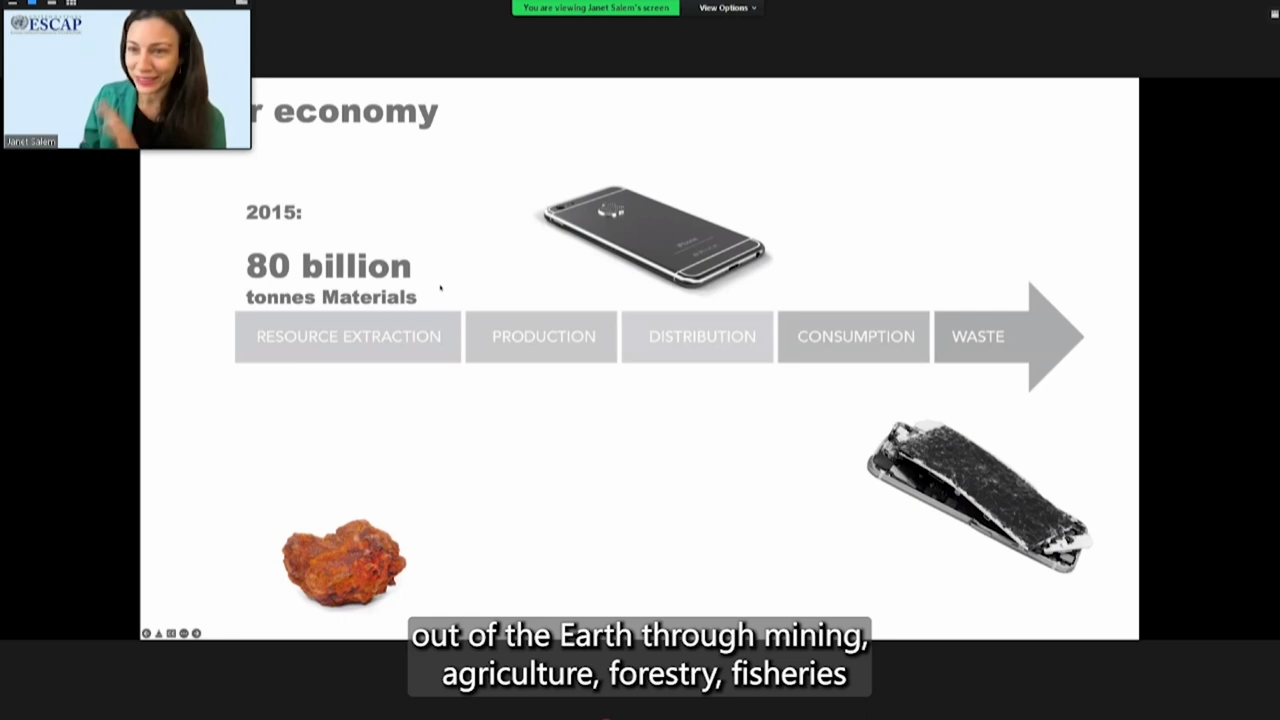 You are viewing Janet Salem's screen
View Options
ESCAP
Janet Salem
r economy
2015:
80 billion
tonnes Materials
RESOURCE EXTRACTION
PRODUCTION
DISTRIBUTION
CONSUMPTION
WASTE
iPhone
out of the Earth through mining,
agriculture, forestry, fisheries